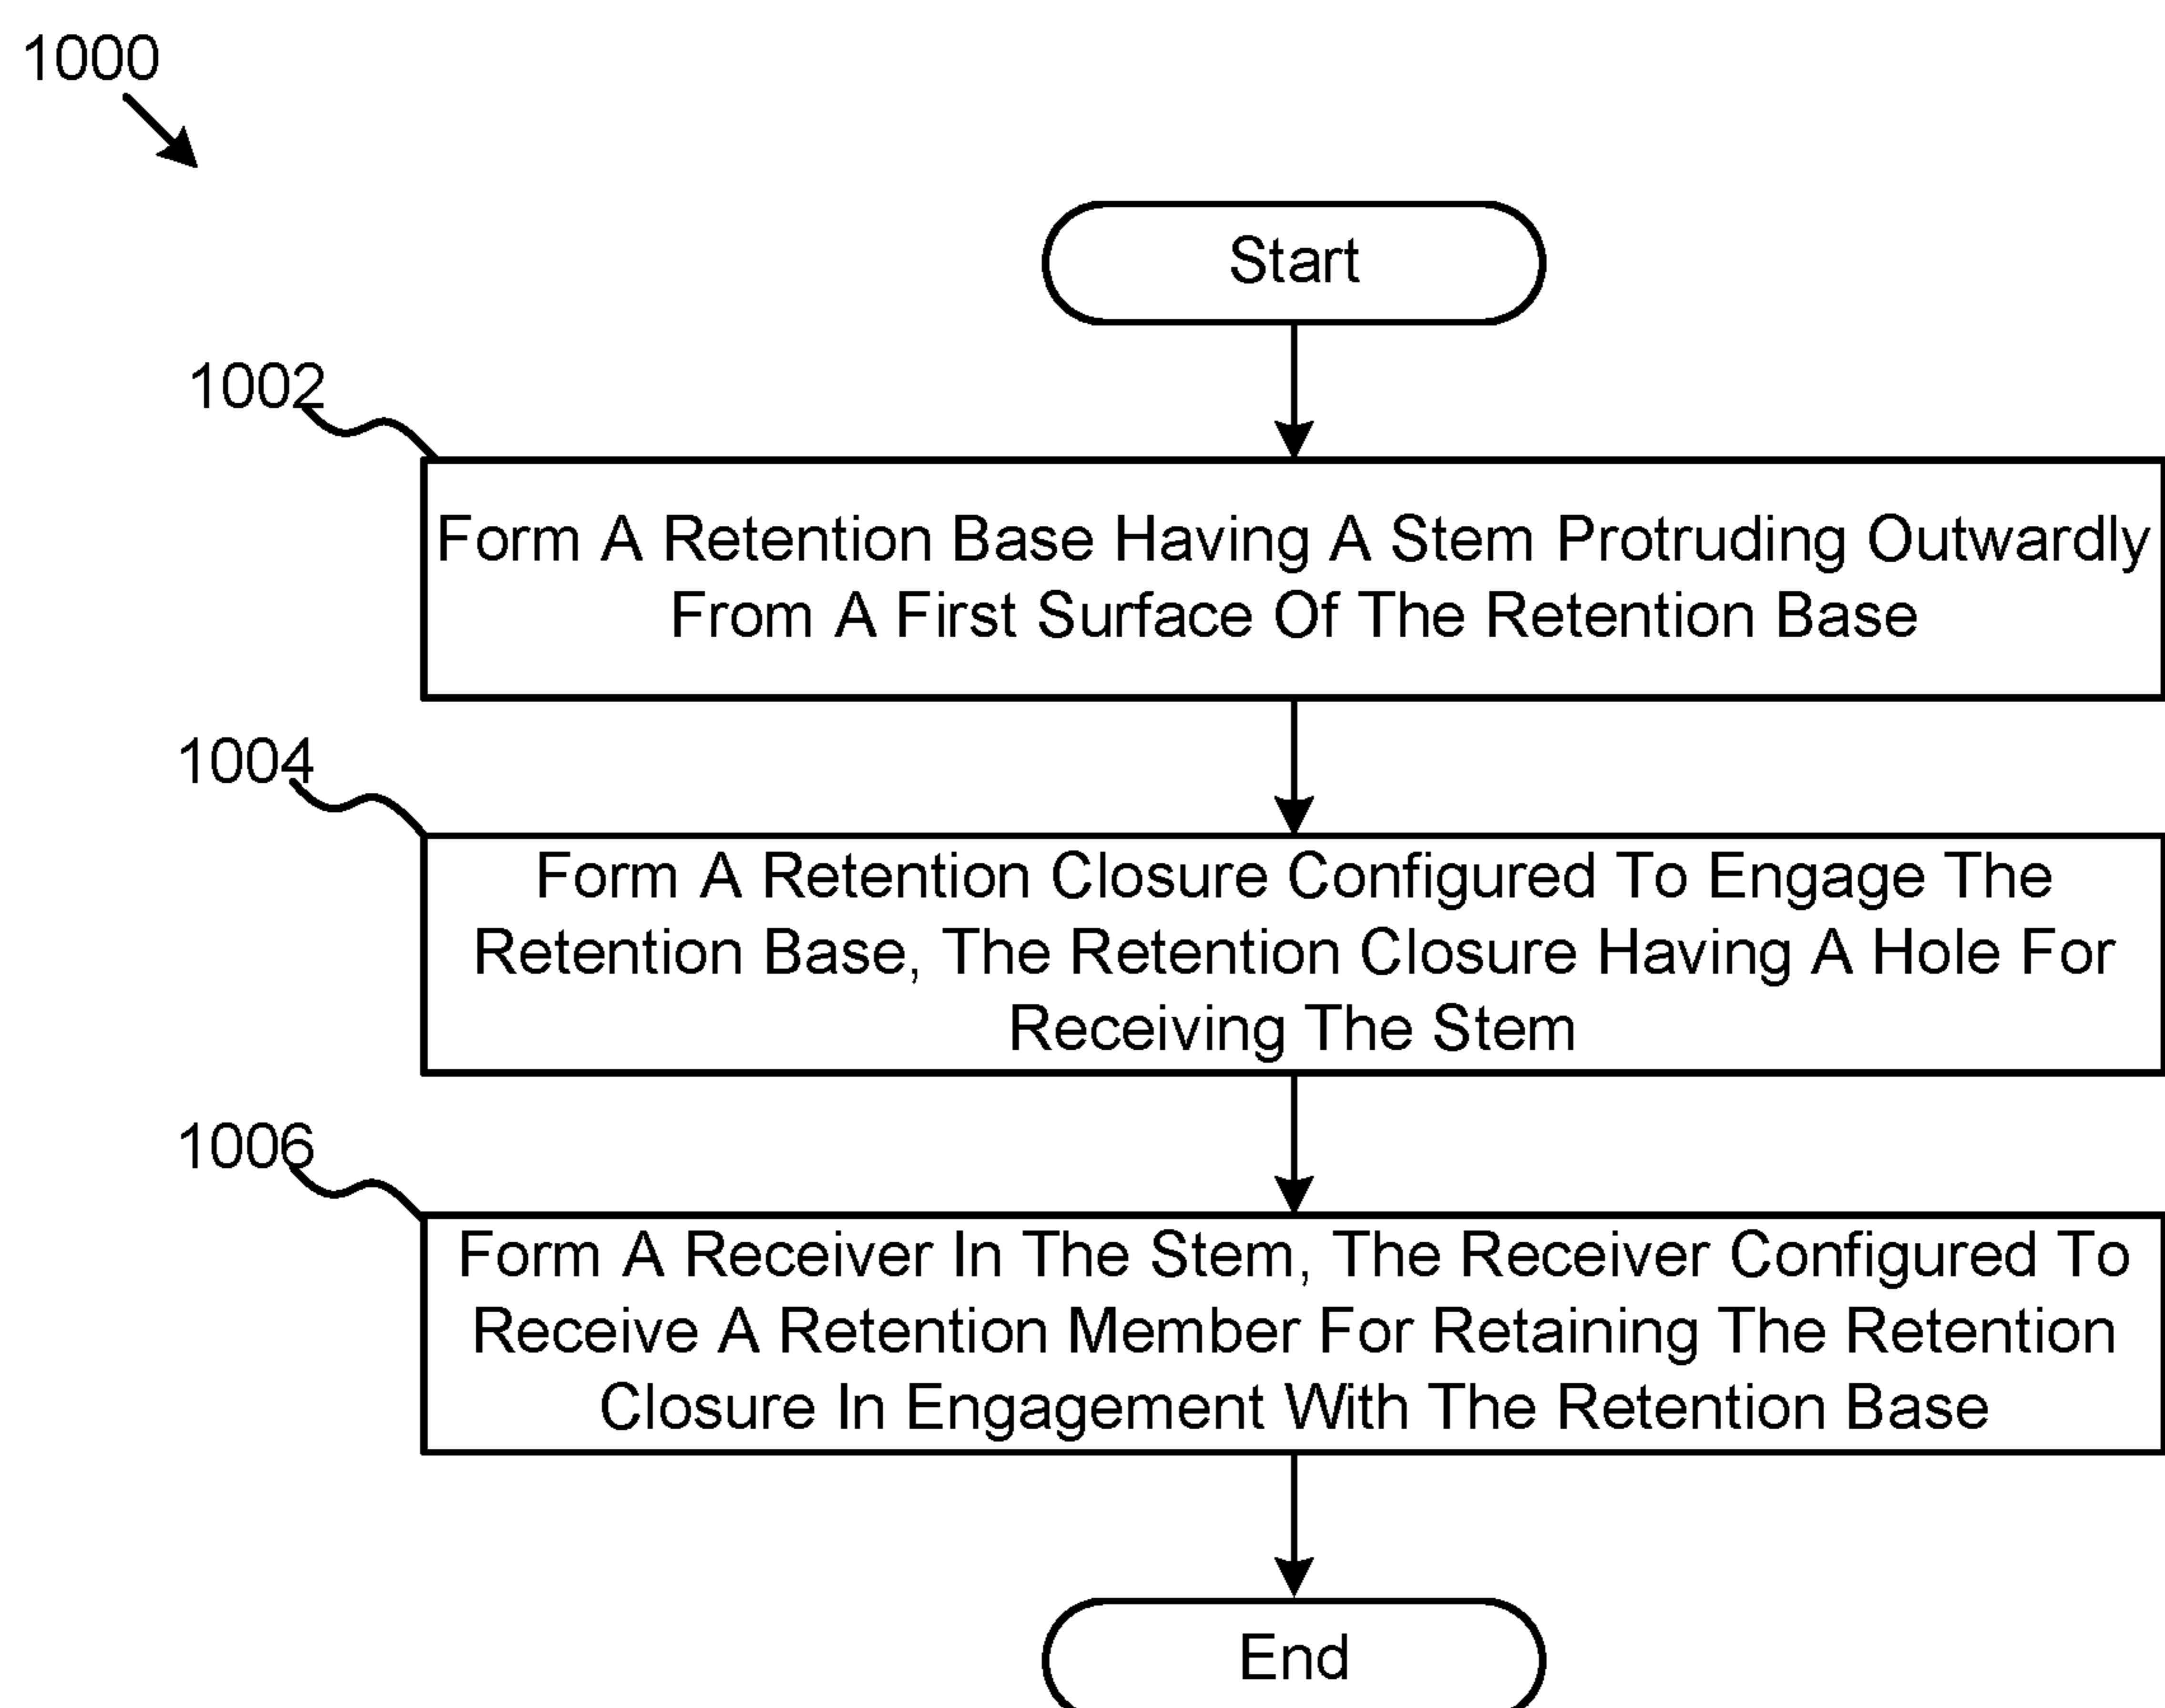 1000
Start
1002
Form A Retention Base Having A Stem Protruding Outwardly
From A First Surface Of The Retention Base
1004
Form A Retention Closure Configured To Engage The
Retention Base, The Retention Closure Having A Hole For
Receiving The Stem
1006
Form A Receiver In The Stem, The Receiver Configured To
Receive A Retention Member For Retaining The Retention
Closure In Engagement With The Retention Base
End